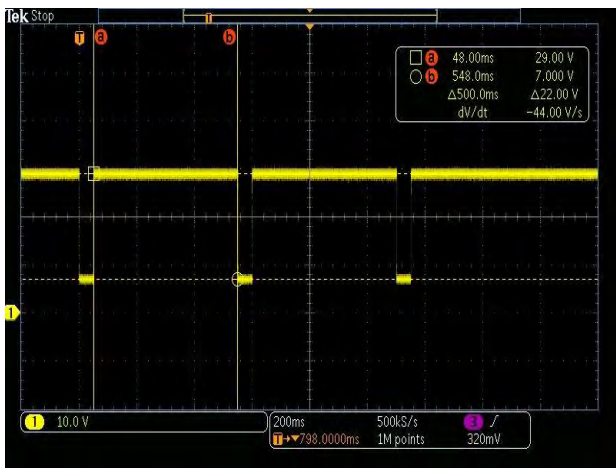 Tek Stop
T a b
a 48.00ms 29.00 V
b 548.0ms 7.000 V
Δ500.0ms Δ22.00 V
dV/dt −44.00 V/s
1
1 10.0 V
200ms 500kS/s 3 ∫
T→▼798.0000ms 1M points 320mV